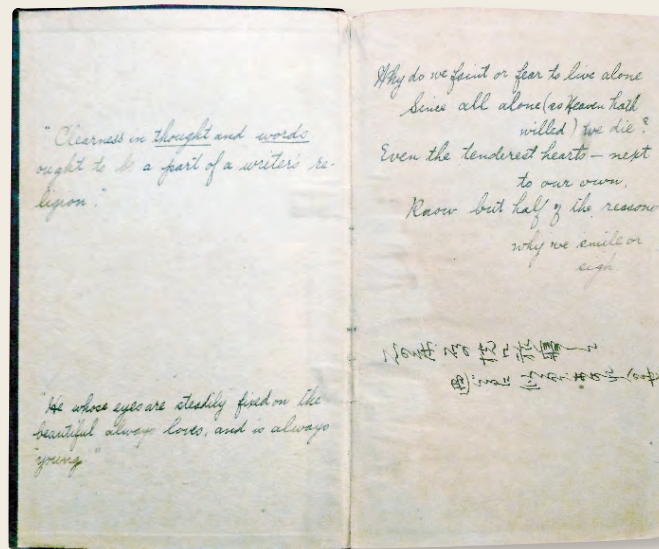 "Clearness in thought and words
ought to be a part of a writer's re-
ligion."
"He whose eyes are steadily fixed on the
beautiful always loves, and is always
young."
Why do we faint or fear to live alone
Since all alone (as Heaven hath
willed) we die?
Even the tenderest hearts — next
to our own,
Know but half of the reasons
why we smile or
sigh